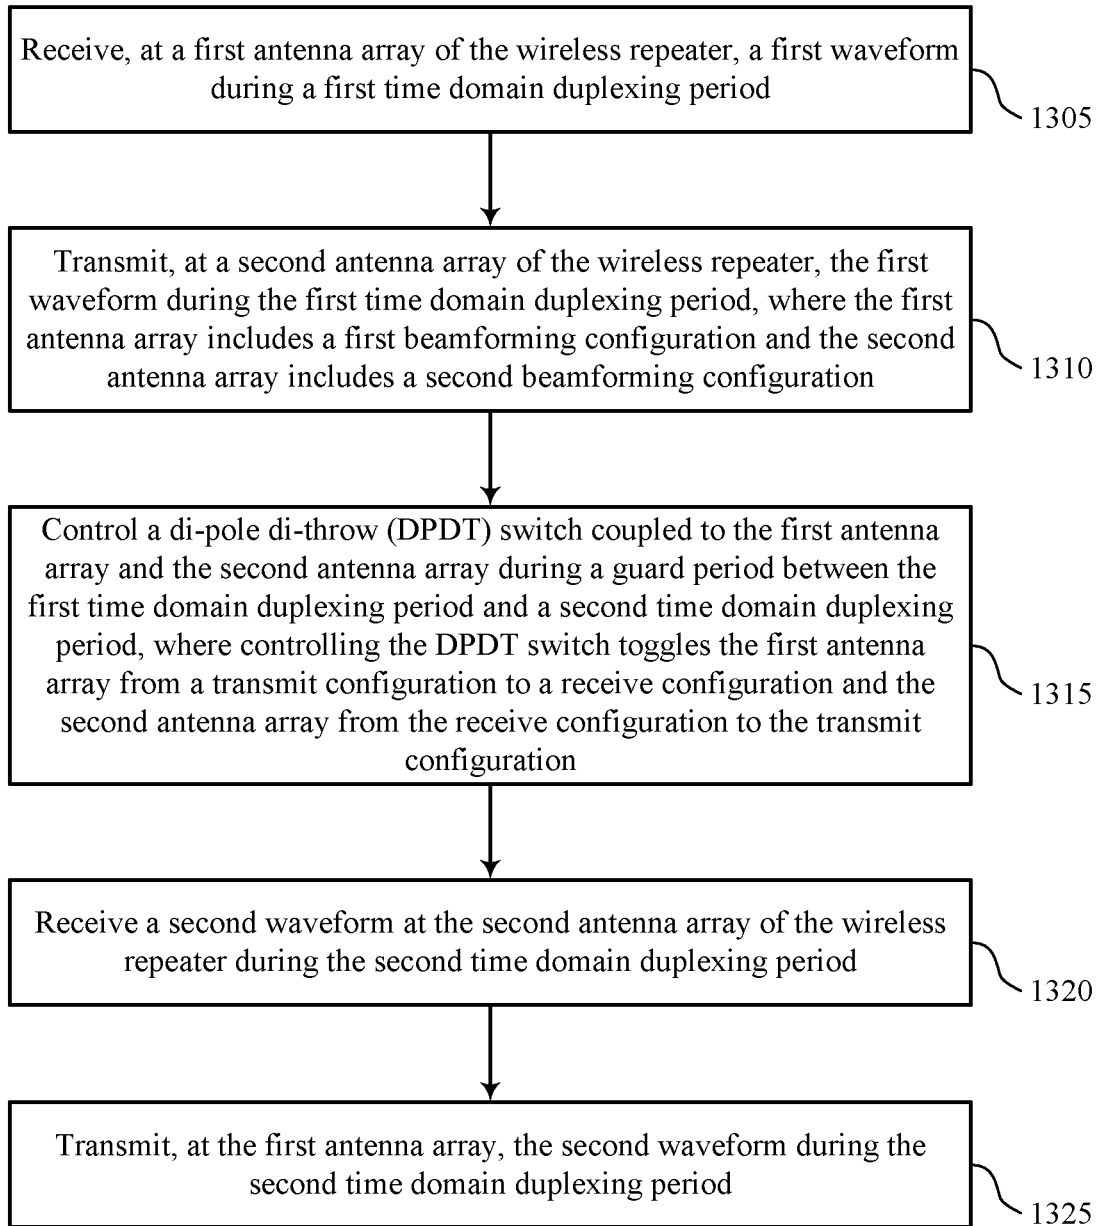 Receive, at a first antenna array of the wireless repeater, a first waveform
during a first time domain duplexing period
1305
Transmit, at a second antenna array of the wireless repeater, the first
waveform during the first time domain duplexing period, where the first
antenna array includes a first beamforming configuration and the second
antenna array includes a second beamforming configuration
1310
Control a di-pole di-throw (DPDT) switch coupled to the first antenna
array and the second antenna array during a guard period between the
first time domain duplexing period and a second time domain duplexing
period, where controlling the DPDT switch toggles the first antenna
array from a transmit configuration to a receive configuration and the
second antenna array from the receive configuration to the transmit
configuration
1315
Receive a second waveform at the second antenna array of the wireless
repeater during the second time domain duplexing period
1320
Transmit, at the first antenna array, the second waveform during the
second time domain duplexing period
1325